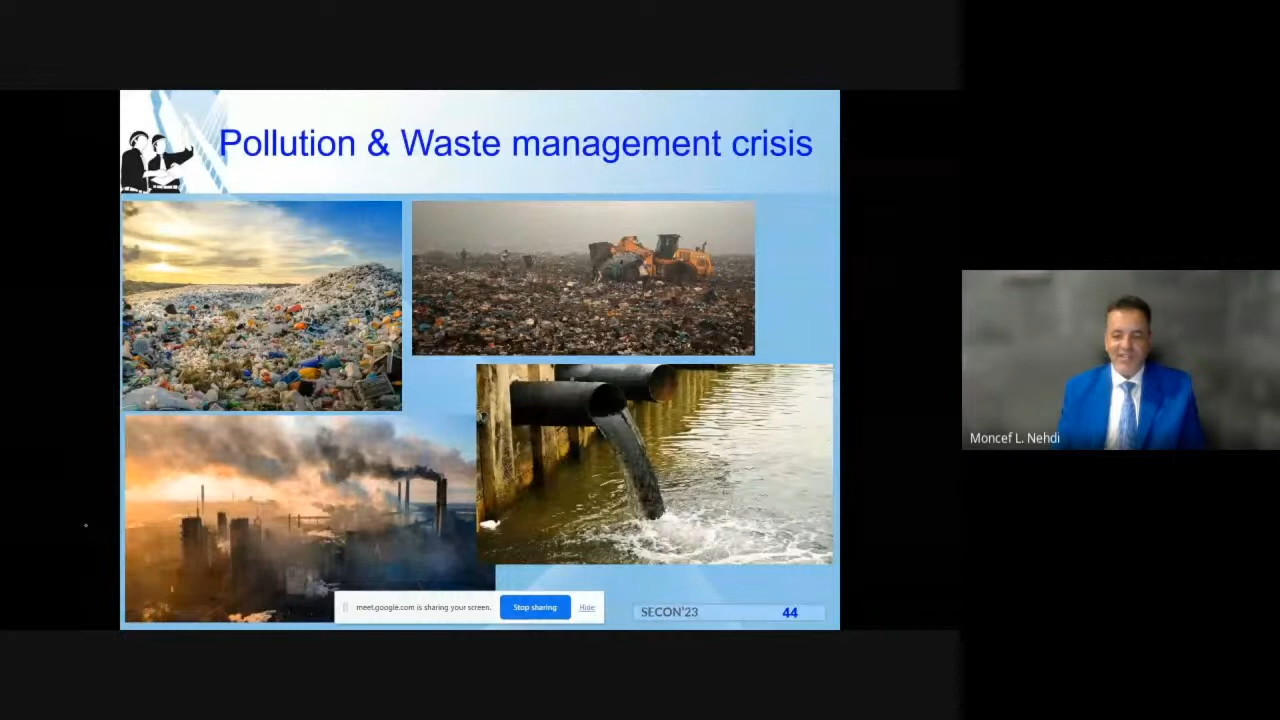 Pollution & Waste management crisis
meet.google.com is sharing your screen.
Stop sharing
Hide
SECON'23
44
Moncef L. Nehdi